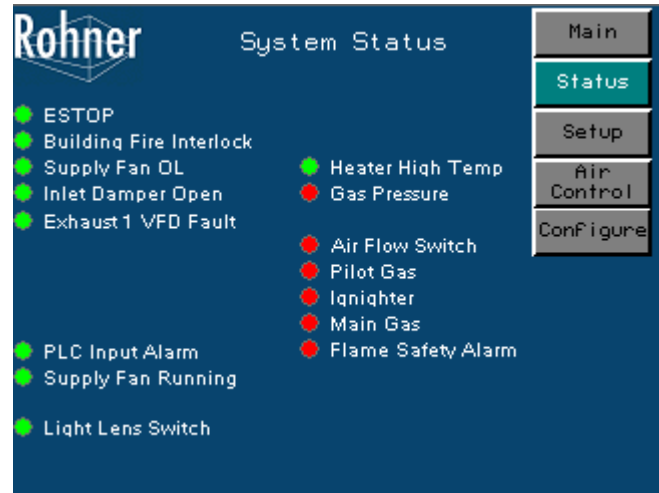 Rohner
System Status
Main
Status
Setup
Air
Control
Configure
ESTOP
Building Fire Interlock
Supply Fan OL
Inlet Damper Open
Exhaust 1 VFD Fault
PLC Input Alarm
Supply Fan Running
Light Lens Switch
Heater High Temp
Gas Pressure
Air Flow Switch
Pilot Gas
Ignighter
Main Gas
Flame Safety Alarm